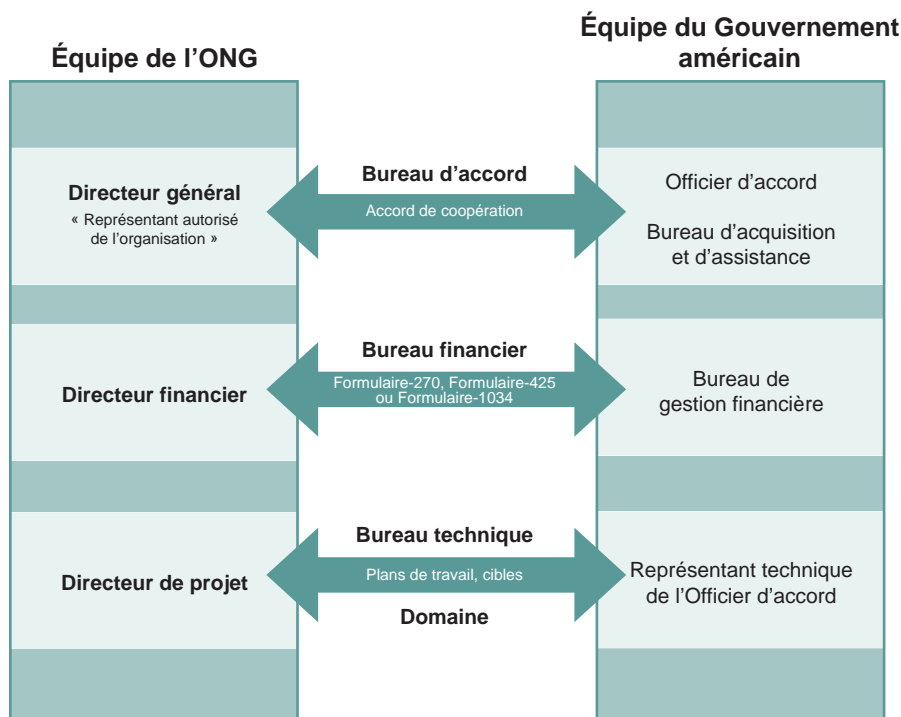 Équipe de l’ONG
Équipe du Gouvernement
américain
Directeur général
« Représentant autorisé
de l’organisation »
Bureau d’accord
Accord de coopération
Officier d’accord
Bureau d’acquisition
et d’assistance
Directeur financier
Bureau financier
Formulaire-270, Formulaire-425
ou Formulaire-1034
Bureau de
gestion financière
Directeur de projet
Bureau technique
Plans de travail, cibles
Domaine
Représentant technique
de l’Officier d’accord